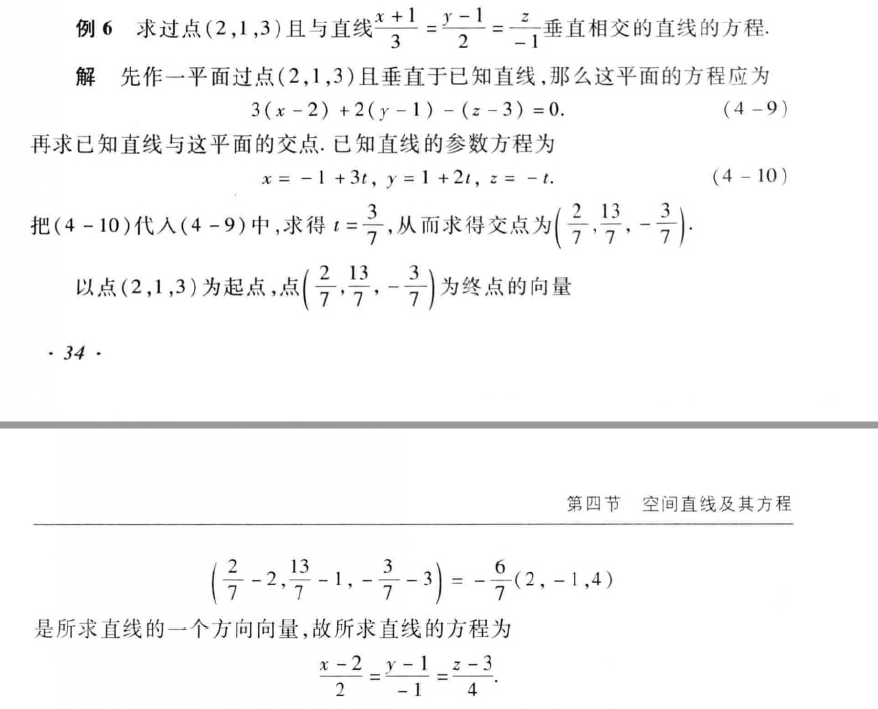 例 6 求过点(2,1,3)且与直线\frac{x+1}{3}=\frac{y-1}{2}=\frac{z}{-1}垂直相交的直线的方程.
解 先作一平面过点(2,1,3)且垂直于已知直线,那么这平面的方程应为
3(x-2)+2(y-1)-(z-3)=0. (4-9)
再求已知直线与这平面的交点. 已知直线的参数方程为
x=-1+3t, y=1+2t, z=-t. (4-10)
把(4-10)代入(4-9)中,求得 t=\frac{3}{7},从而求得交点为(\frac{2}{7},\frac{13}{7},-\frac{3}{7}).
以点(2,1,3)为起点,点(\frac{2}{7},\frac{13}{7},-\frac{3}{7})为终点的向量
· 34 ·
第四节 空间直线及其方程
(\frac{2}{7}-2,\frac{13}{7}-1,-\frac{3}{7}-3)=-\frac{6}{7}(2,-1,4)
是所求直线的一个方向向量,故所求直线的方程为
\frac{x-2}{2}=\frac{y-1}{-1}=\frac{z-3}{4}.